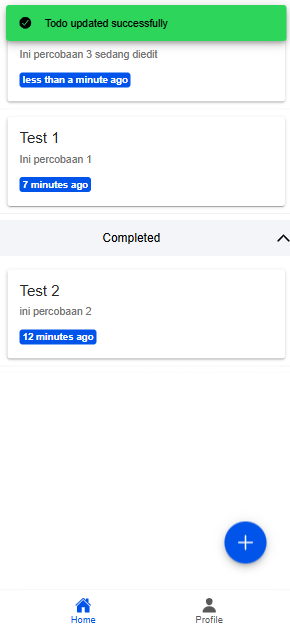 Todo updated successfully
Ini percobaan 3 sedang diedit
less than a minute ago
Test 1
Ini percobaan 1
7 minutes ago
Completed
Test 2
ini percobaan 2
12 minutes ago
Home
Profile